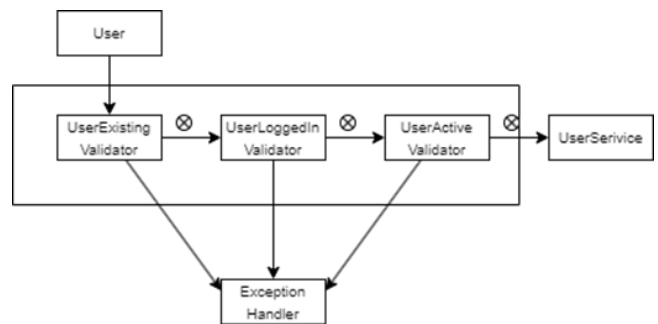 User
UserExisting
Validator
UserLoggedIn
Validator
UserActive
Validator
UserSerivice
Exception
Handler